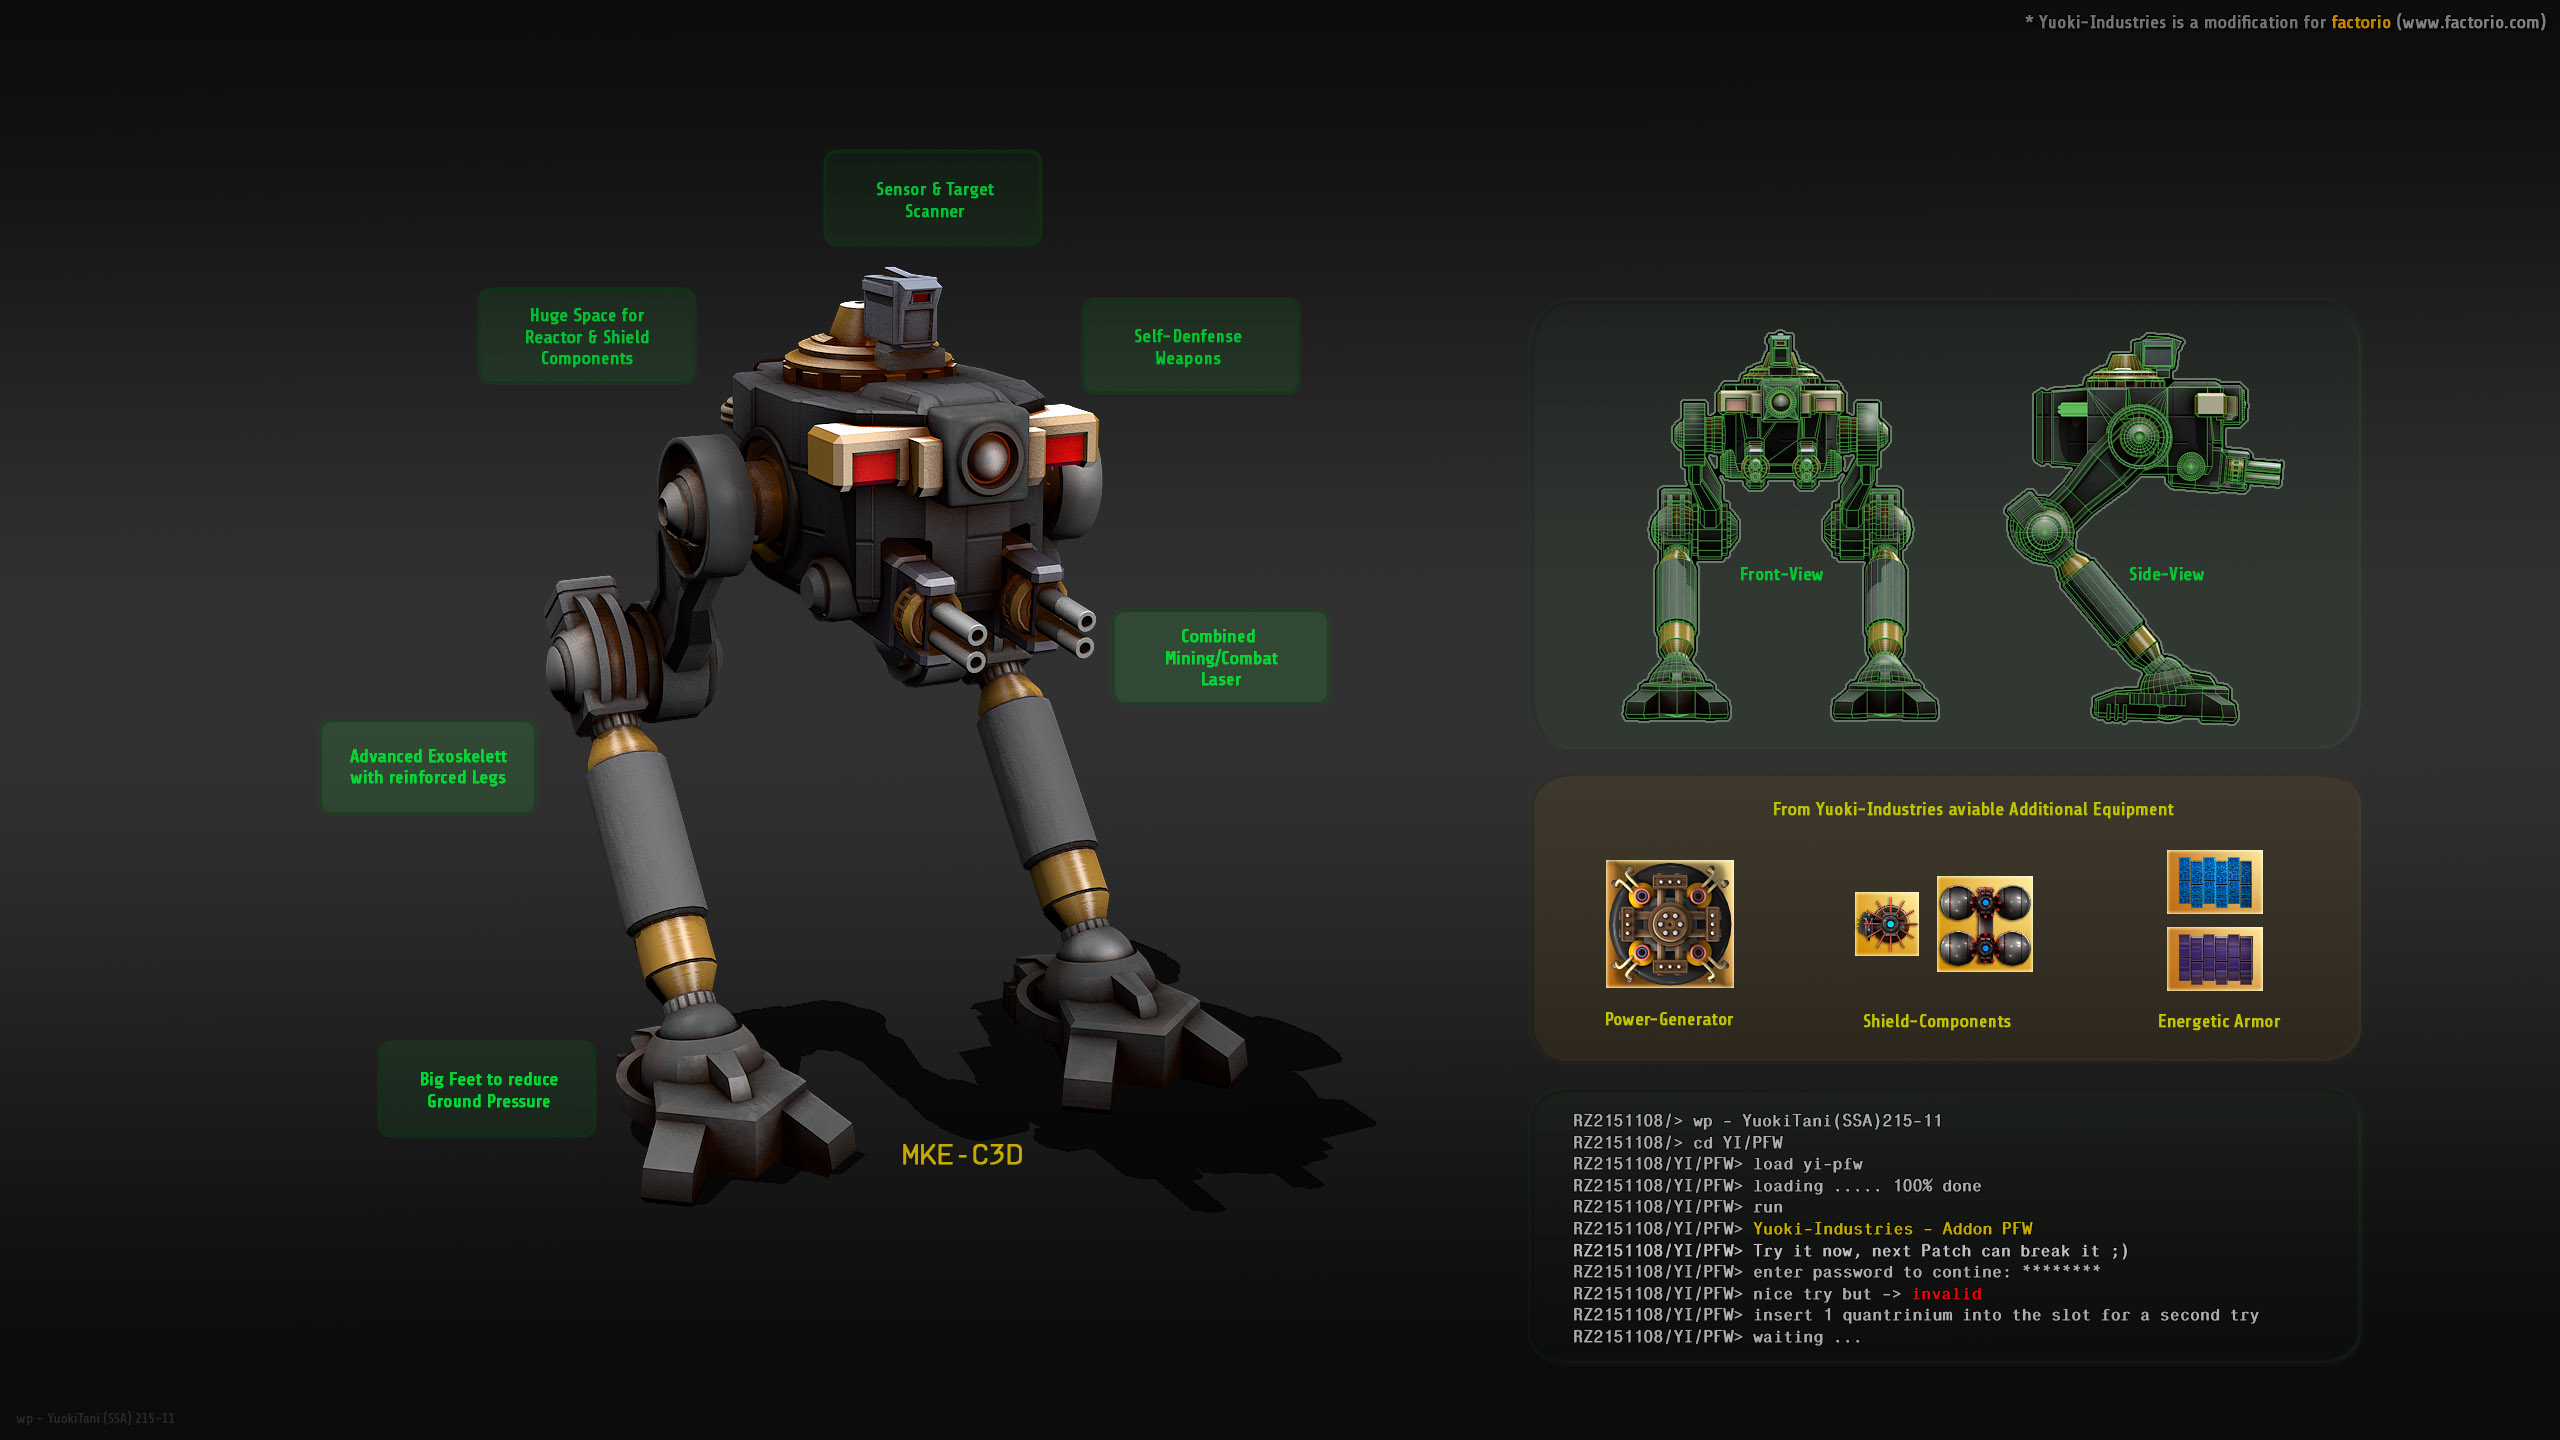 * Yuoki-Industries is a modification for factorio (www.factorio.com)
Sensor & Target
Scanner
Huge Space for
Reactor & Shield
Components
Self-Denfense
Weapons
Combined
Mining/Combat
Laser
Advanced Exoskelett
with reinforced Legs
Big Feet to reduce
Ground Pressure
MKE-C3D
Front-View
Side-View
From Yuoki-Industries aviable Additional Equipment
Power-Generator
Shield-Components
Energetic Armor
RZ2151108/> wp - YuokiTani(SSA)215-11
RZ2151108/> cd YI/PFW
RZ2151108/YI/PFW> load yi-pfw
RZ2151108/YI/PFW> loading ..... 100% done
RZ2151108/YI/PFW> run
RZ2151108/YI/PFW> Yuoki-Industries - Addon PFW
RZ2151108/YI/PFW> Try it now, next Patch can break it ;)
RZ2151108/YI/PFW> enter password to contine: ********
RZ2151108/YI/PFW> nice try but -> invalid
RZ2151108/YI/PFW> insert 1 quantrinium into the slot for a second try
RZ2151108/YI/PFW> waiting ...
wp - YuokiTani (SSA) 215-11